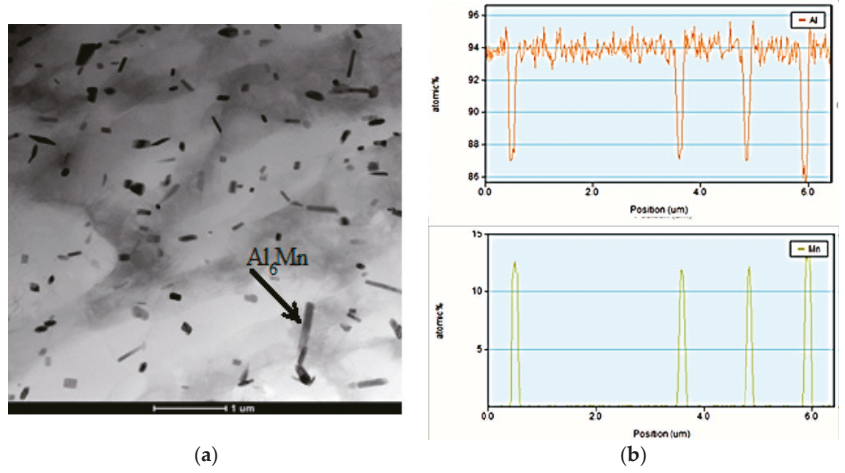 (a)
Al6Mn
1 um
(b)
Al
96
94
92
90
88
86
atomic%
0.0 2.0 4.0 6.0
Position (um)
Mn
15
10
5
atomic%
0.0 2.0 4.0 6.0
Position (um)
(a)
(b)